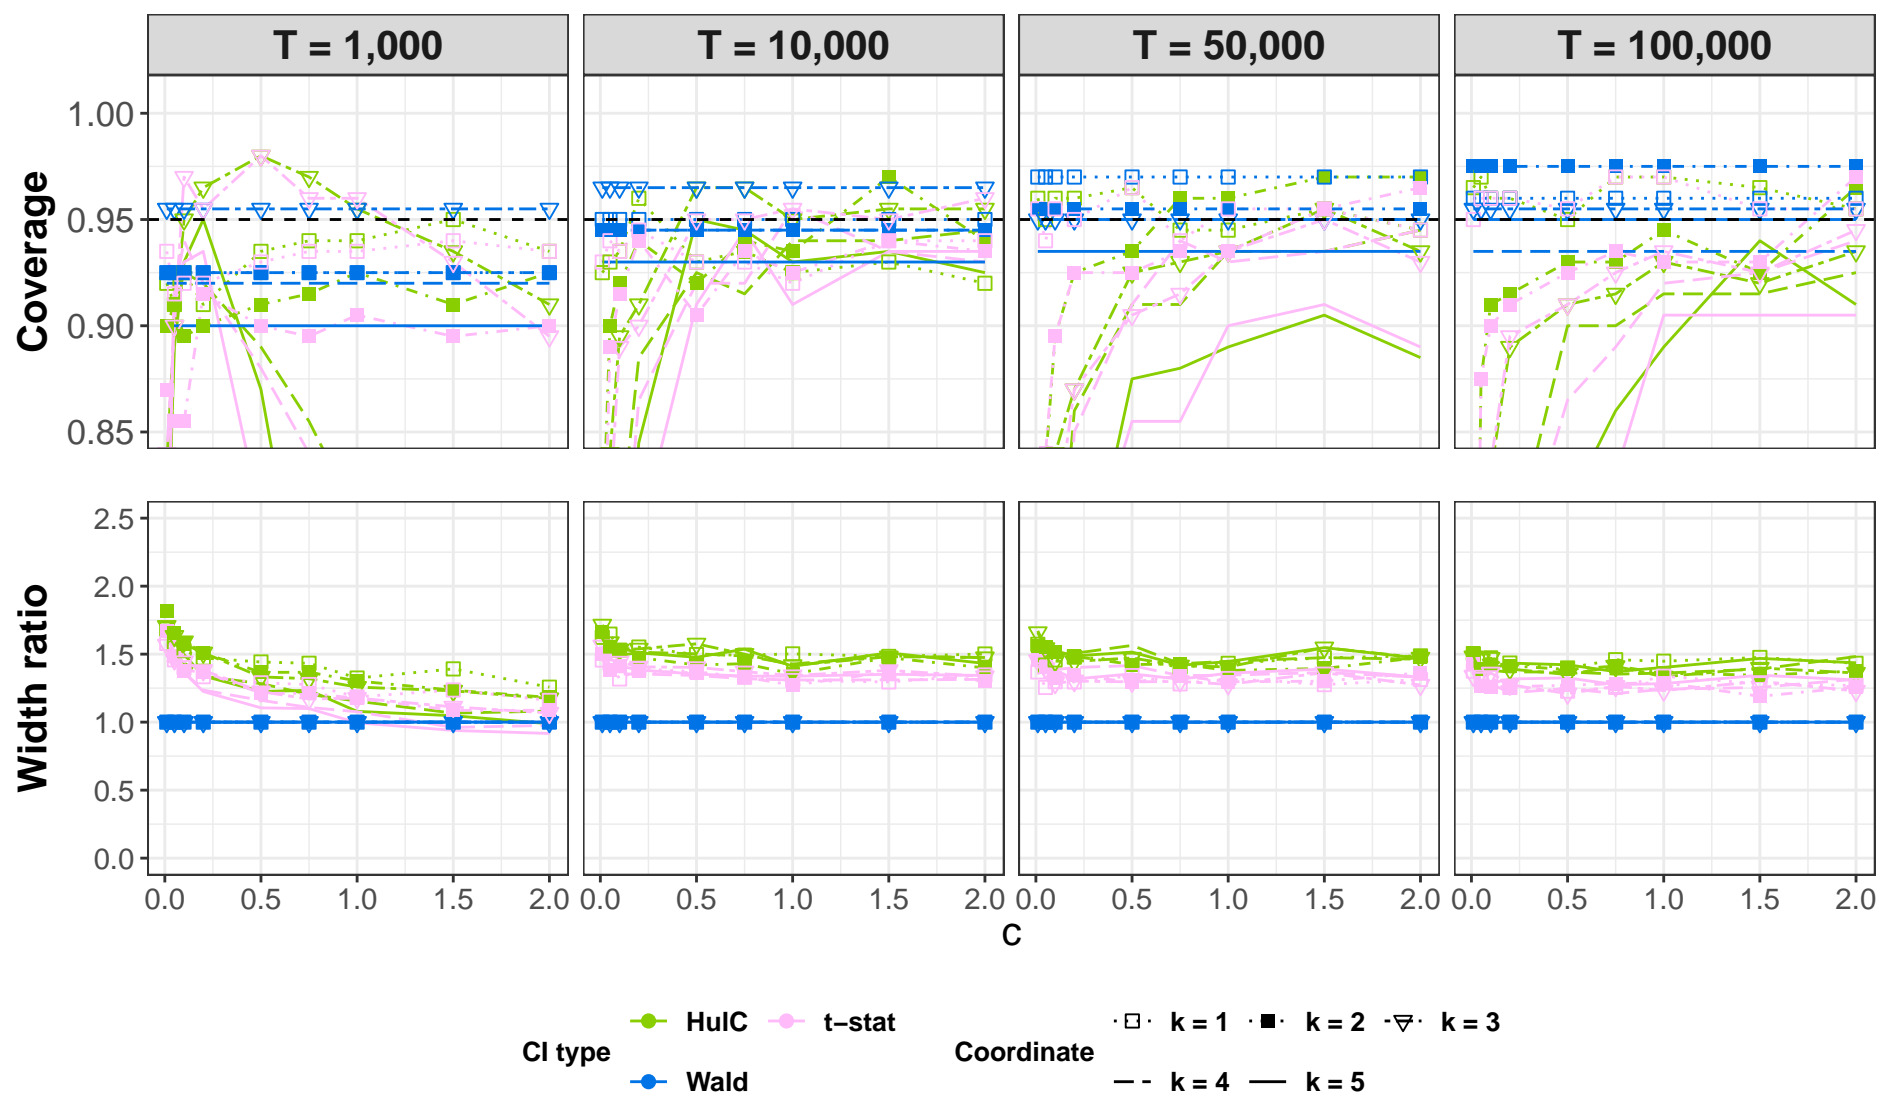 T = 1,000
T = 10,000
T = 50,000
T = 100,000
Coverage
1.00
0.95
0.90
0.85
Width ratio
2.5
2.0
1.5
1.0
0.5
0.0
0.0 0.5 1.0 1.5 2.0
0.0 0.5 1.0 1.5 2.0
0.0 0.5 1.0 1.5 2.0
0.0 0.5 1.0 1.5 2.0
c
CI type
HulC
t−stat
Wald
Coordinate
k = 1
k = 2
k = 3
k = 4
k = 5